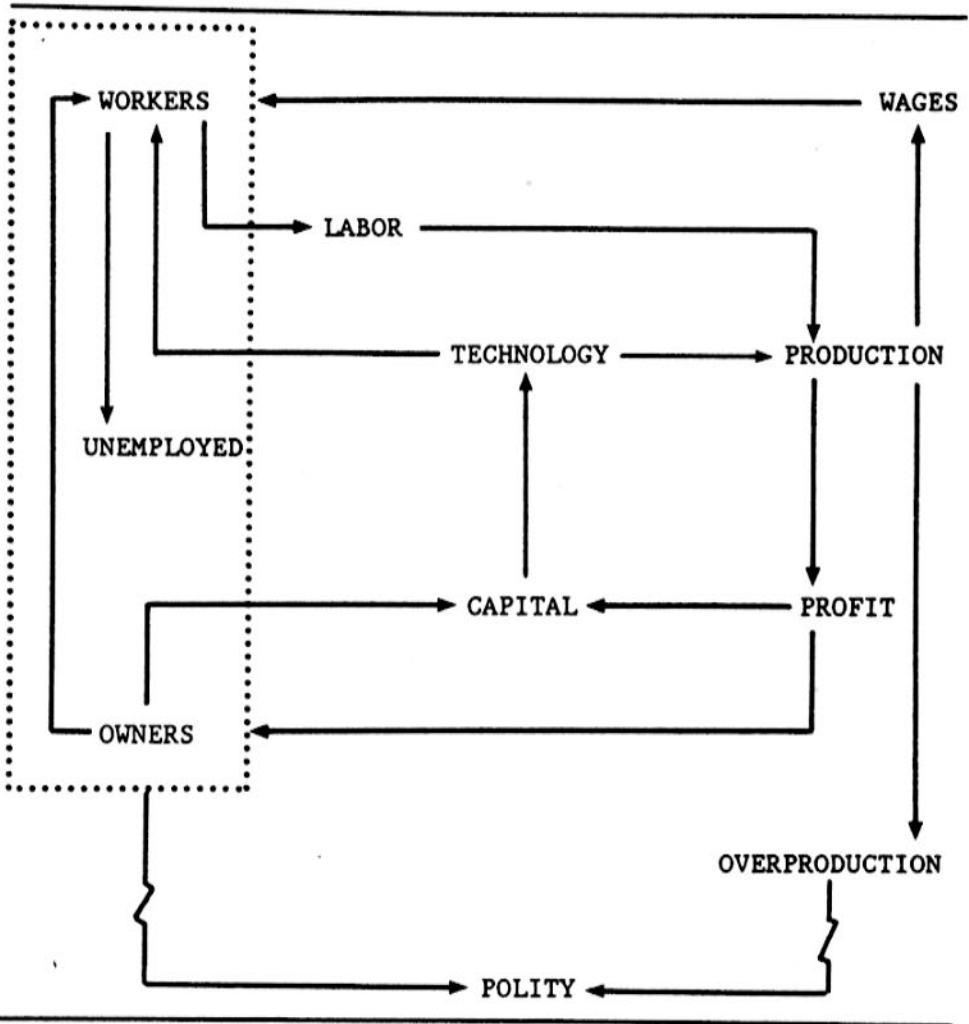 WORKERS
WAGES
LABOR
TECHNOLOGY
PRODUCTION
UNEMPLOYED
CAPITAL
PROFIT
OWNERS
OVERPRODUCTION
POLITY